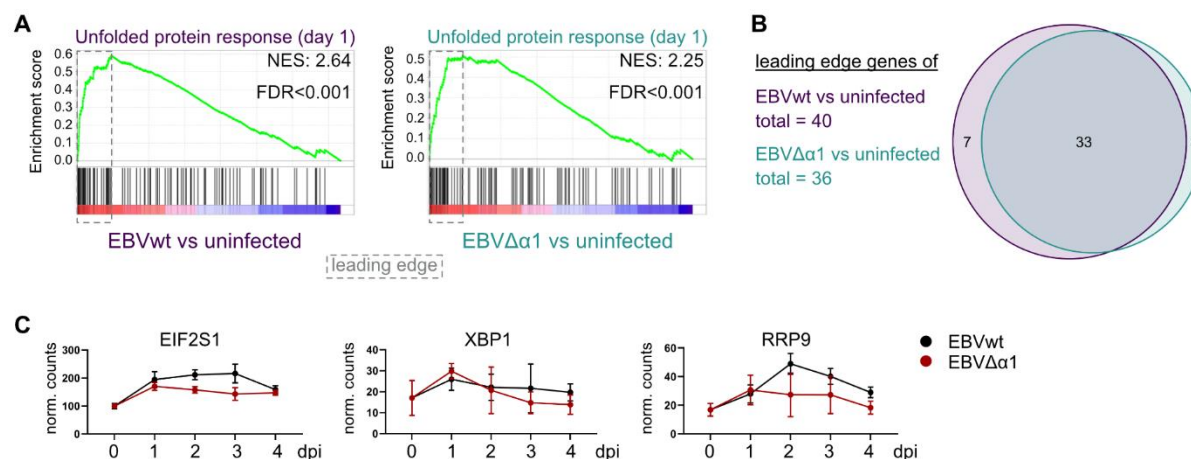 A
Unfolded protein response (day 1)
NES: 2.64
FDR<0.001
Enrichment score
0.6
0.5
0.4
0.3
0.2
0.1
0.0
EBVwt vs uninfected
Unfolded protein response (day 1)
NES: 2.25
FDR<0.001
Enrichment score
0.5
0.4
0.3
0.2
0.1
0.0
EBVΔα1 vs uninfected
leading edge
B
leading edge genes of
EBVwt vs uninfected
total = 40
EBVΔα1 vs uninfected
total = 36
7
33
C
EIF2S1
norm. counts
300
200
100
0
0 1 2 3 4 dpi
XBP1
norm. counts
40
30
20
10
0
0 1 2 3 4 dpi
RRP9
norm. counts
60
40
20
0
0 1 2 3 4 dpi
EBVwt
EBVΔα1